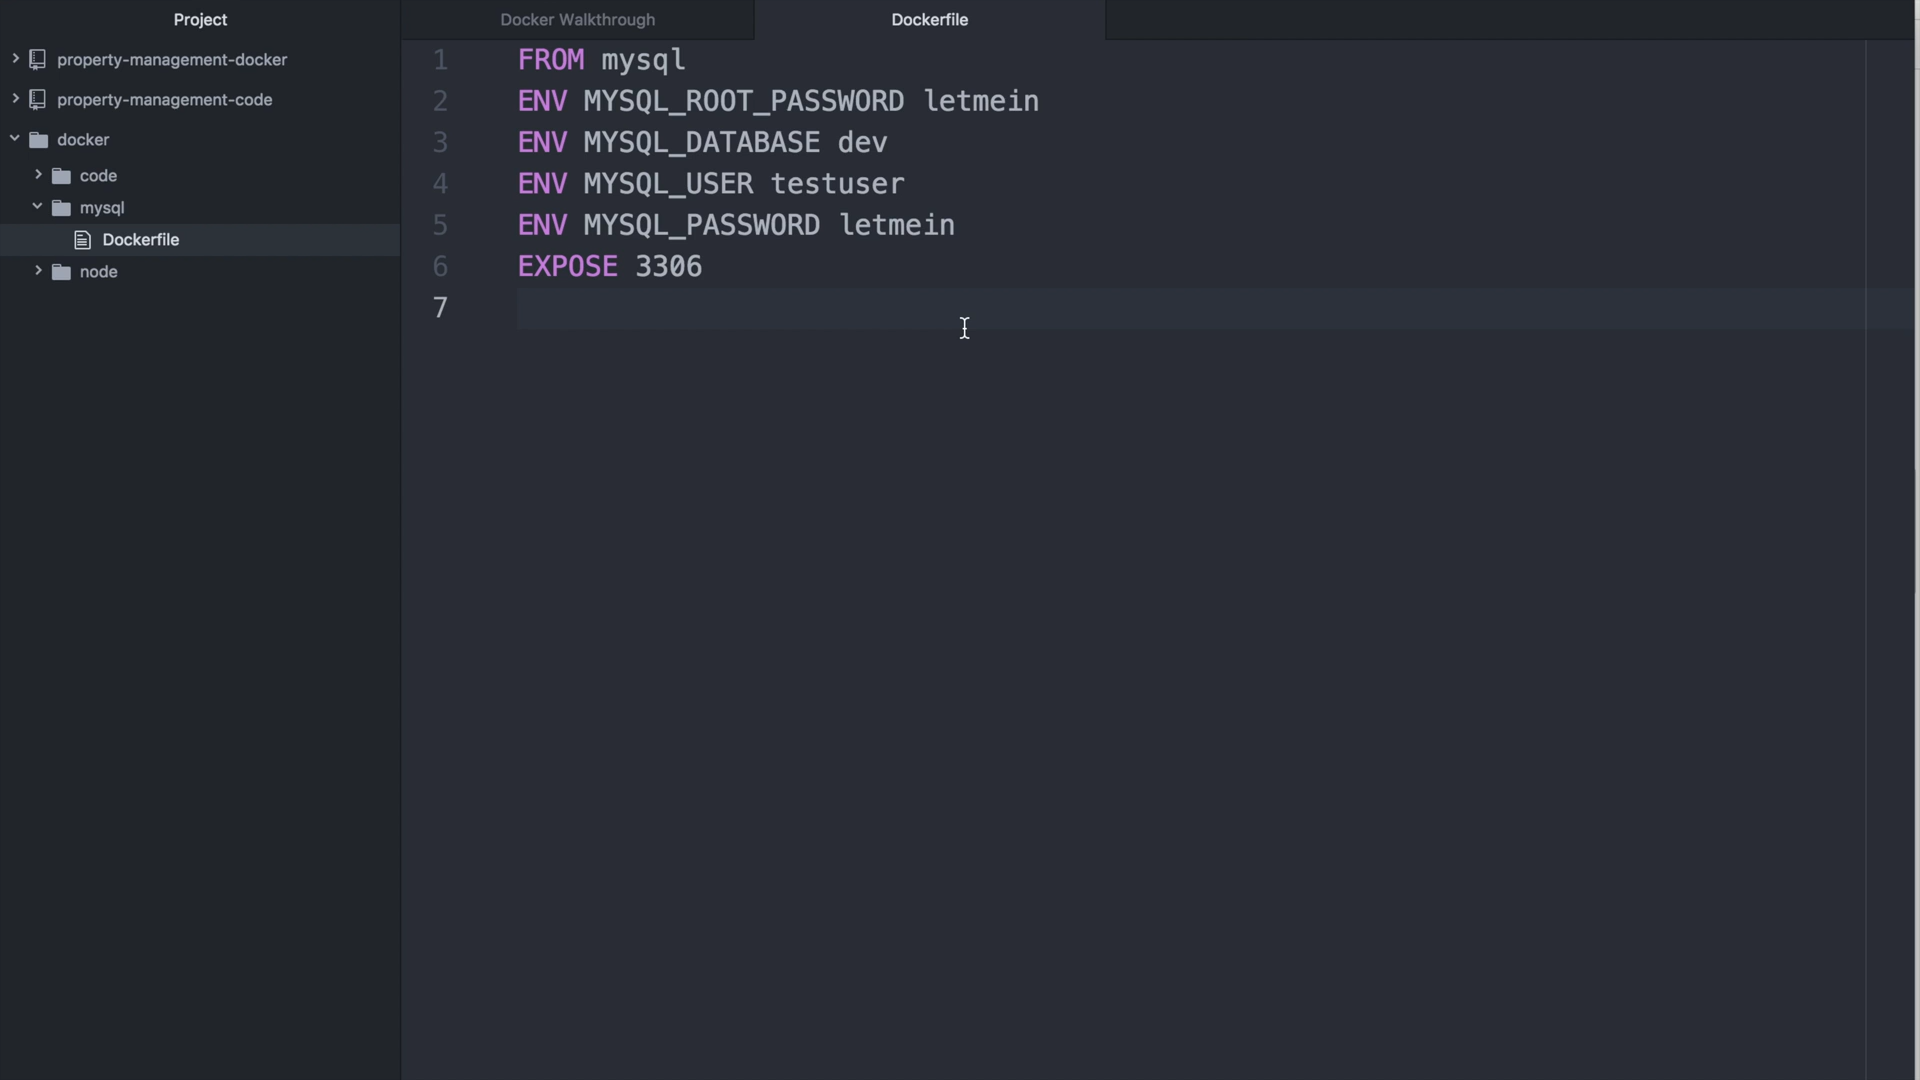 Project
property-management-docker
property-management-code
docker
code
mysql
Dockerfile
node
Docker Walkthrough
Dockerfile
1 FROM mysql
2 ENV MYSQL_ROOT_PASSWORD letmein
3 ENV MYSQL_DATABASE dev
4 ENV MYSQL_USER testuser
5 ENV MYSQL_PASSWORD letmein
6 EXPOSE 3306
7